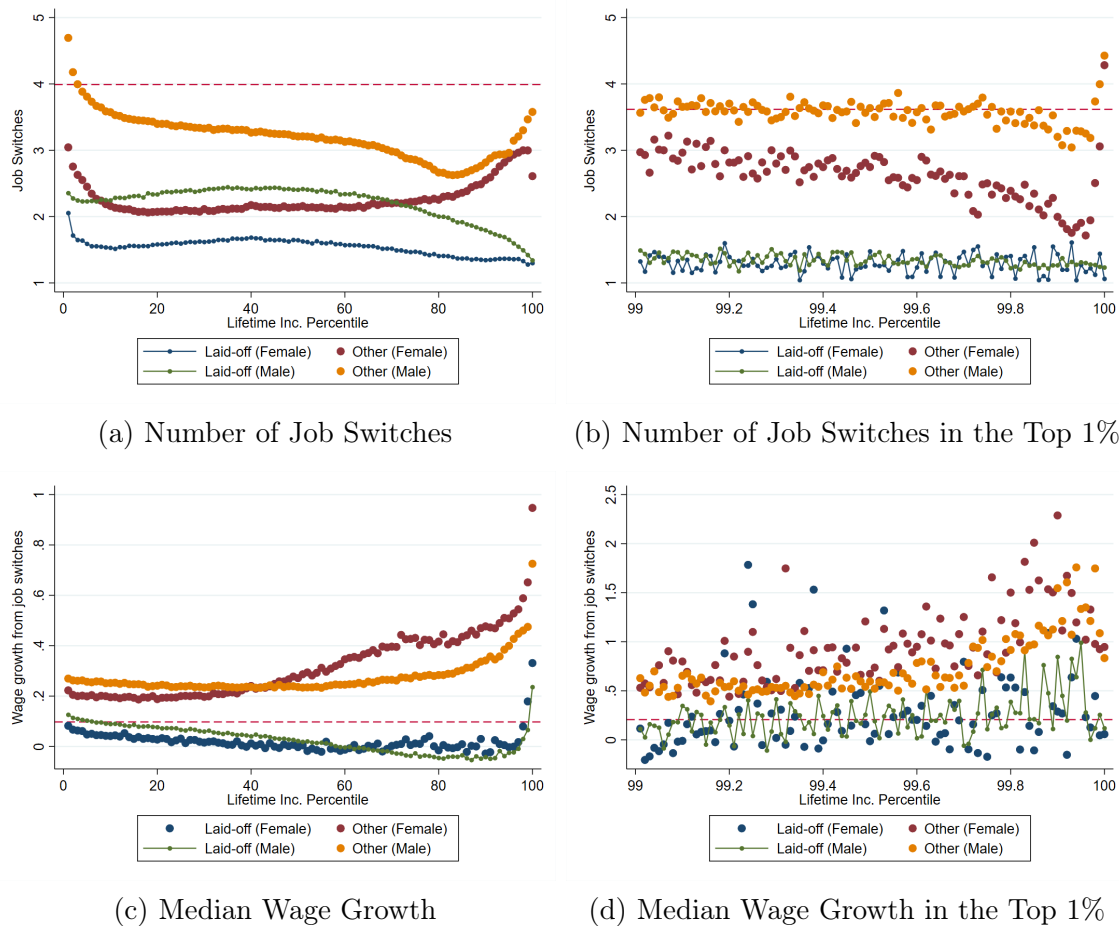 5
4
3
2
1
Job Switches
0
20
40
60
80
100
Lifetime Inc. Percentile
Laid-off (Female)
Other (Female)
Laid-off (Male)
Other (Male)
(a) Number of Job Switches
5
4
3
2
1
Job Switches
99
99.2
99.4
99.6
99.8
100
Lifetime Inc. Percentile
Laid-off (Female)
Other (Female)
Laid-off (Male)
Other (Male)
(b) Number of Job Switches in the Top 1%
1
.8
.6
.4
.2
0
Wage growth from job switches
0
20
40
60
80
100
Lifetime Inc. Percentile
Laid-off (Female)
Other (Female)
Laid-off (Male)
Other (Male)
(c) Median Wage Growth
2.5
2
1.5
1
.5
0
Wage growth from job switches
99
99.2
99.4
99.6
99.8
100
Lifetime Inc. Percentile
Laid-off (Female)
Other (Female)
Laid-off (Male)
Other (Male)
(d) Median Wage Growth in the Top 1%